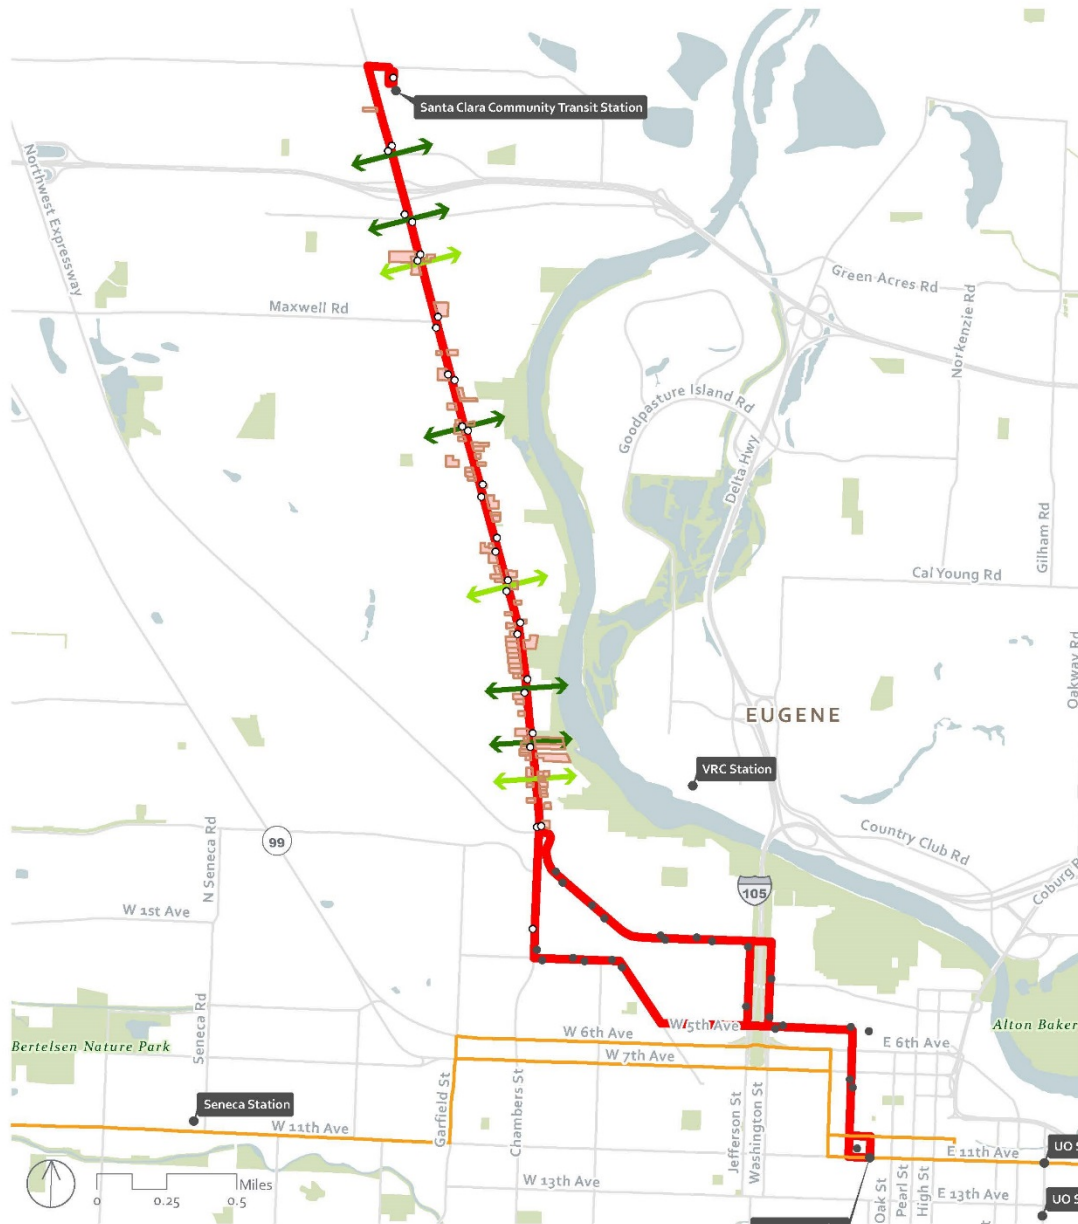 Santa Clara Community Transit Station
Northwest Expressway
Green Acres Rd
Maxwell Rd
Norkenzie Rd
Goodpasture Island Rd
Delta Hwy
Gilham Rd
Cal Young Rd
Oakway Rd
EUGENE
VRC Station
Country Club Rd
99
N Seneca Rd
Coburg R
105
W 1st Ave
Seneca Rd
W 5th Ave
Alton Baker
W 6th Ave
E 6th Ave
Bertelsen Nature Park
W 7th Ave
Garfield St
Chambers St
Jefferson St
Washington St
Seneca Station
W 11th Ave
E 11th Ave
UO S
W 13th Ave
Oak St
Pearl St
High St
E 13th Ave
UO S
Miles
0
0.25
0.5